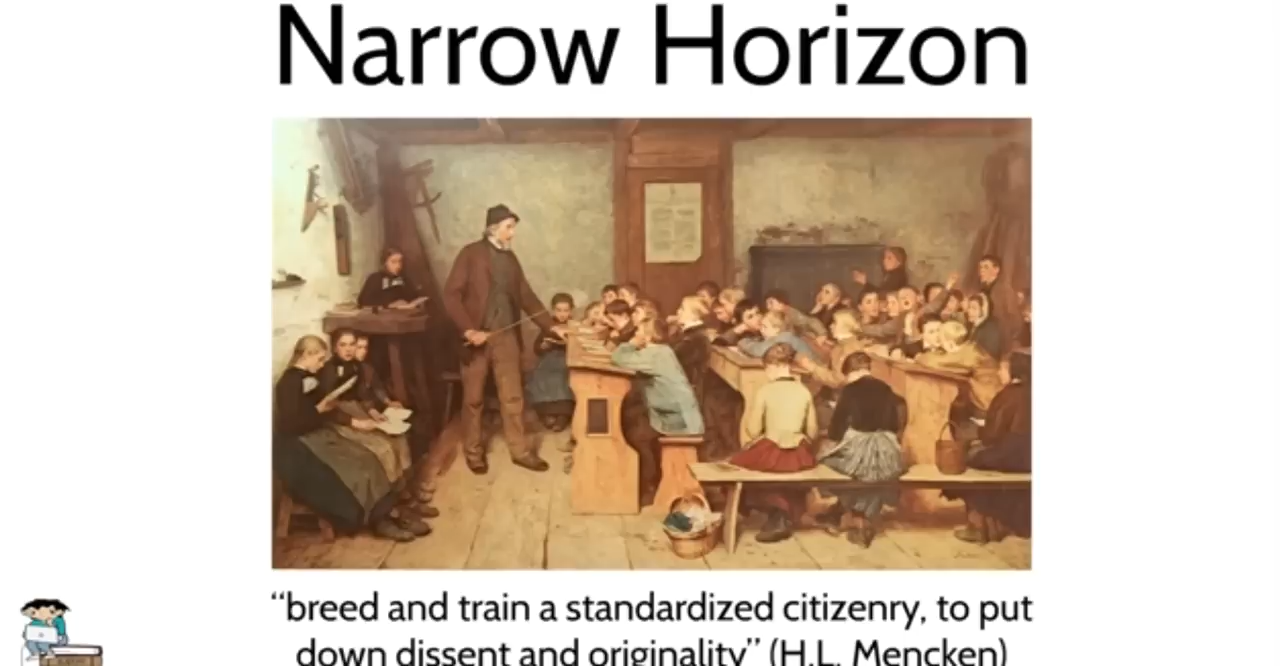 Narrow Horizon
“breed and train a standardized citizenry, to put
down dissent and originality” (H.L. Mencken)